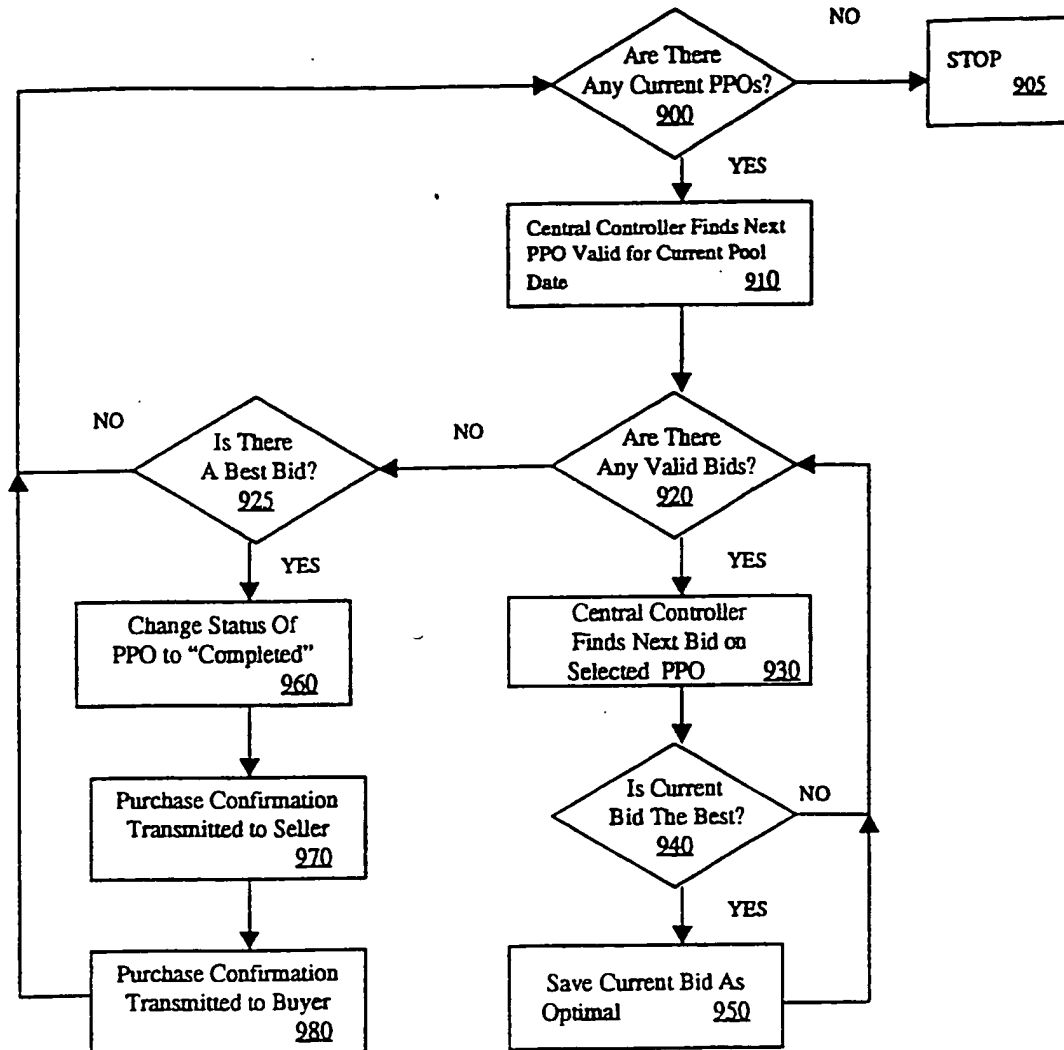 NO
Are There
Any Current PPOs?
900
STOP
905
YES
Central Controller Finds Next
PPO Valid for Current Pool
Date 910
NO
Is There
A Best Bid?
925
NO
Are There
Any Valid Bids?
920
YES
YES
Change Status Of
PPO to “Completed”
960
Central Controller
Finds Next Bid on
Selected PPO 930
Purchase Confirmation
Transmitted to Seller
970
Is Current
Bid The Best?
940
NO
YES
Purchase Confirmation
Transmitted to Buyer
980
Save Current Bid As
Optimal 950